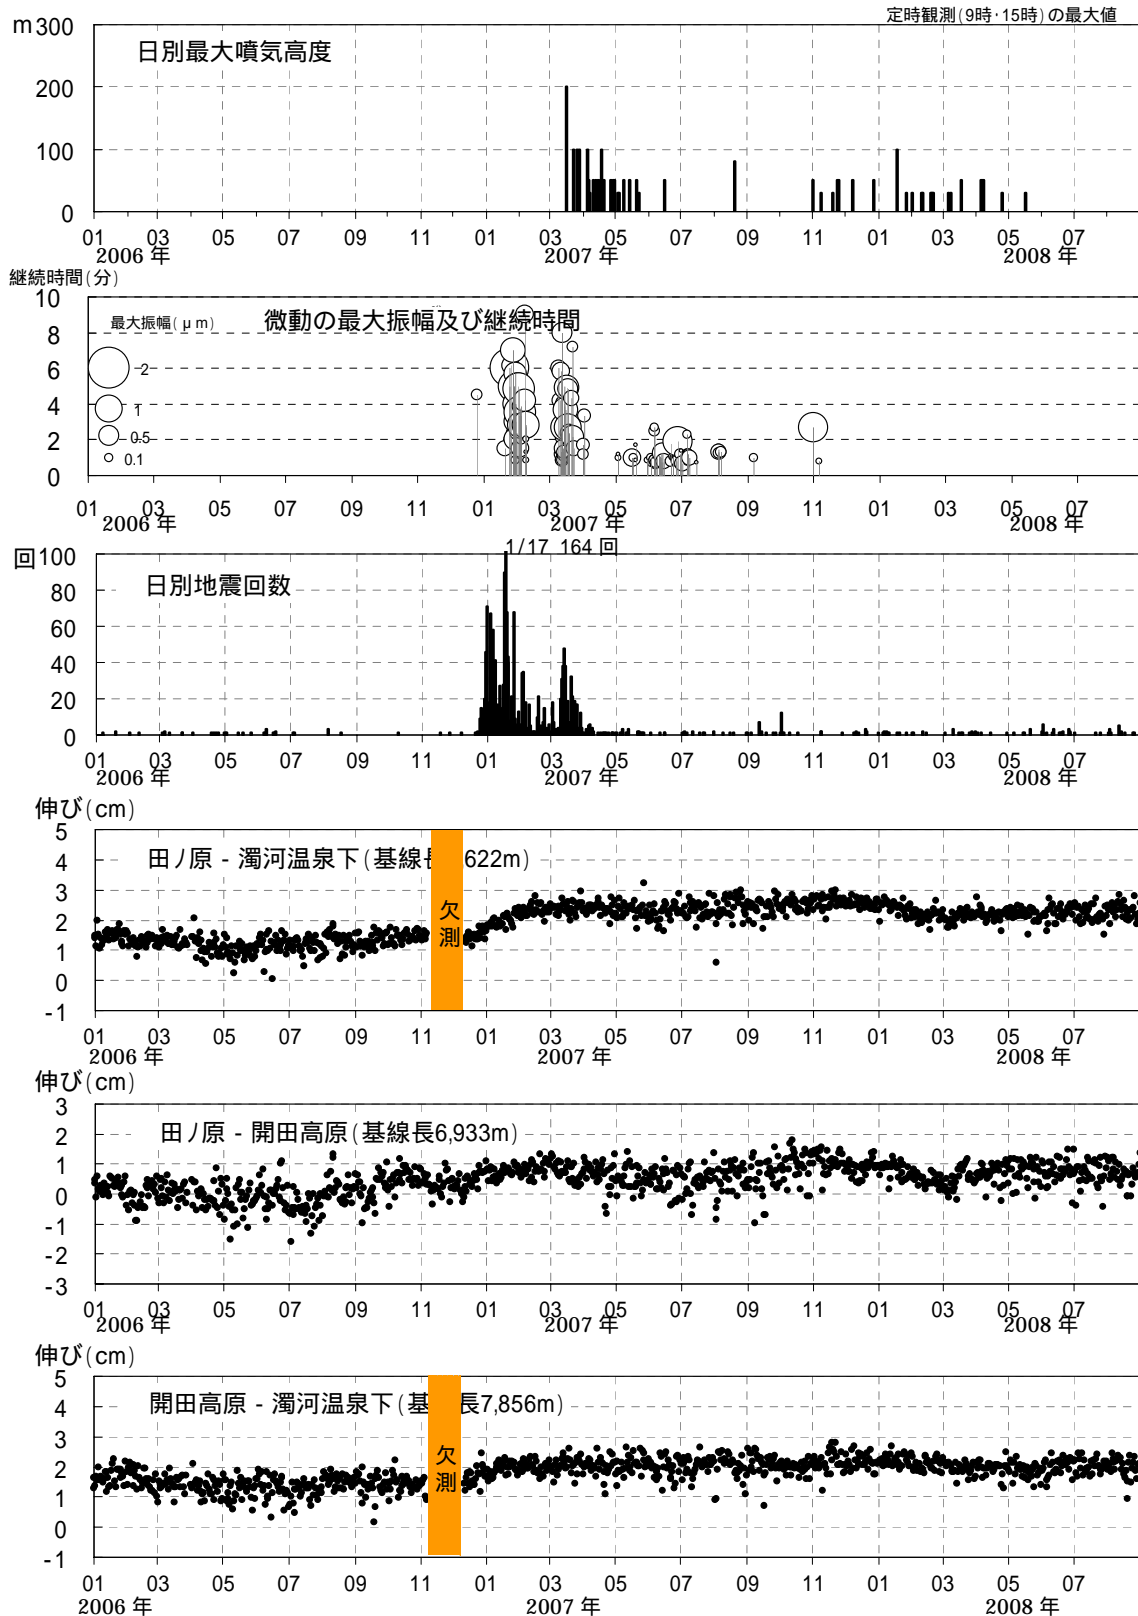 定時観測(9時・15時)の最大値
m
300
日別最大噴気高度
200
100
0
01 03 05 07 09 11 01 03 05 07 09 11 01 03 05 07
2006 年 2007 年 2008 年
継続時間(分)
10
最大振幅(μm) 微動の最大振幅及び継続時間
8
6 2
4 1
2 0.5
0.1
0
01 03 05 07 09 11 01 03 05 07 09 11 01 03 05 07
2006 年 2007 年 2008 年
1/17 164 回
回
100
日別地震回数
80
60
40
20
0
01 03 05 07 09 11 01 03 05 07 09 11 01 03 05 07
2006 年 2007 年 2008 年
伸び(cm)
5
田ノ原 - 濁河温泉下(基線長 622m)
4
3
欠測
2
1
0
-1
01 03 05 07 09 11 01 03 05 07 09 11 01 03 05 07
2006 年 2007 年 2008 年
伸び(cm)
3
田ノ原 - 開田高原(基線長6,933m)
2
1
0
-1
-2
-3
01 03 05 07 09 11 01 03 05 07 09 11 01 03 05 07
2006 年 2007 年 2008 年
伸び(cm)
5
開田高原 - 濁河温泉下(基 長7,856m)
4
3
欠測
2
1
0
-1
01 03 05 07 09 11 01 03 05 07 09 11 01 03 05 07
2006 年 2007 年 2008 年